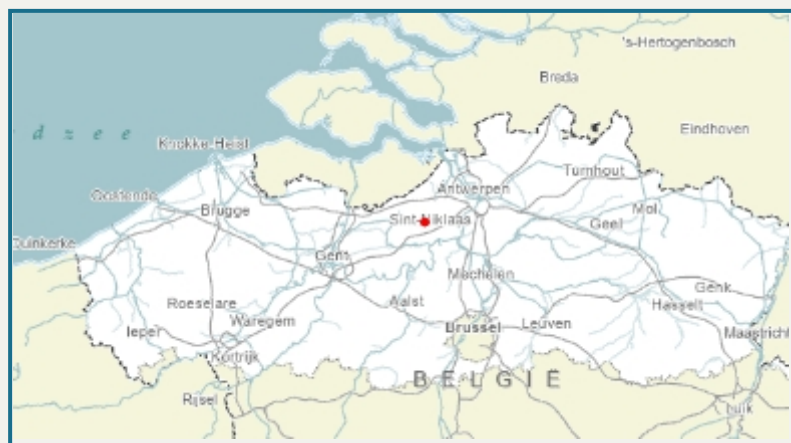 's-Hertogenbosch
Breda
dzee
Eindhoven
Knokke-Heist
Turnhout
Antwerpen
Oostende
Mol
Brugge
Sint-Niklaas
Geel
Duinkerke
Gent
Mechelen
Genk
Roeselare
Aalst
Hasselt
Waregem
Ieper
Brussel
Leuven
Maastricht
Kortrijk
BELGIË
Rijsel
Luik